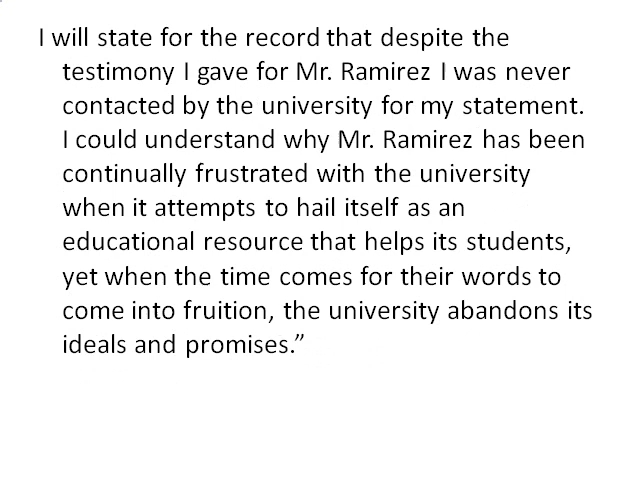 I will state for the record that despite the
testimony I gave for Mr. Ramirez I was never
contacted by the university for my statement.
I could understand why Mr. Ramirez has been
continually frustrated with the university
when it attempts to hail itself as an
educational resource that helps its students,
yet when the time comes for their words to
come into fruition, the university abandons its
ideals and promises.”